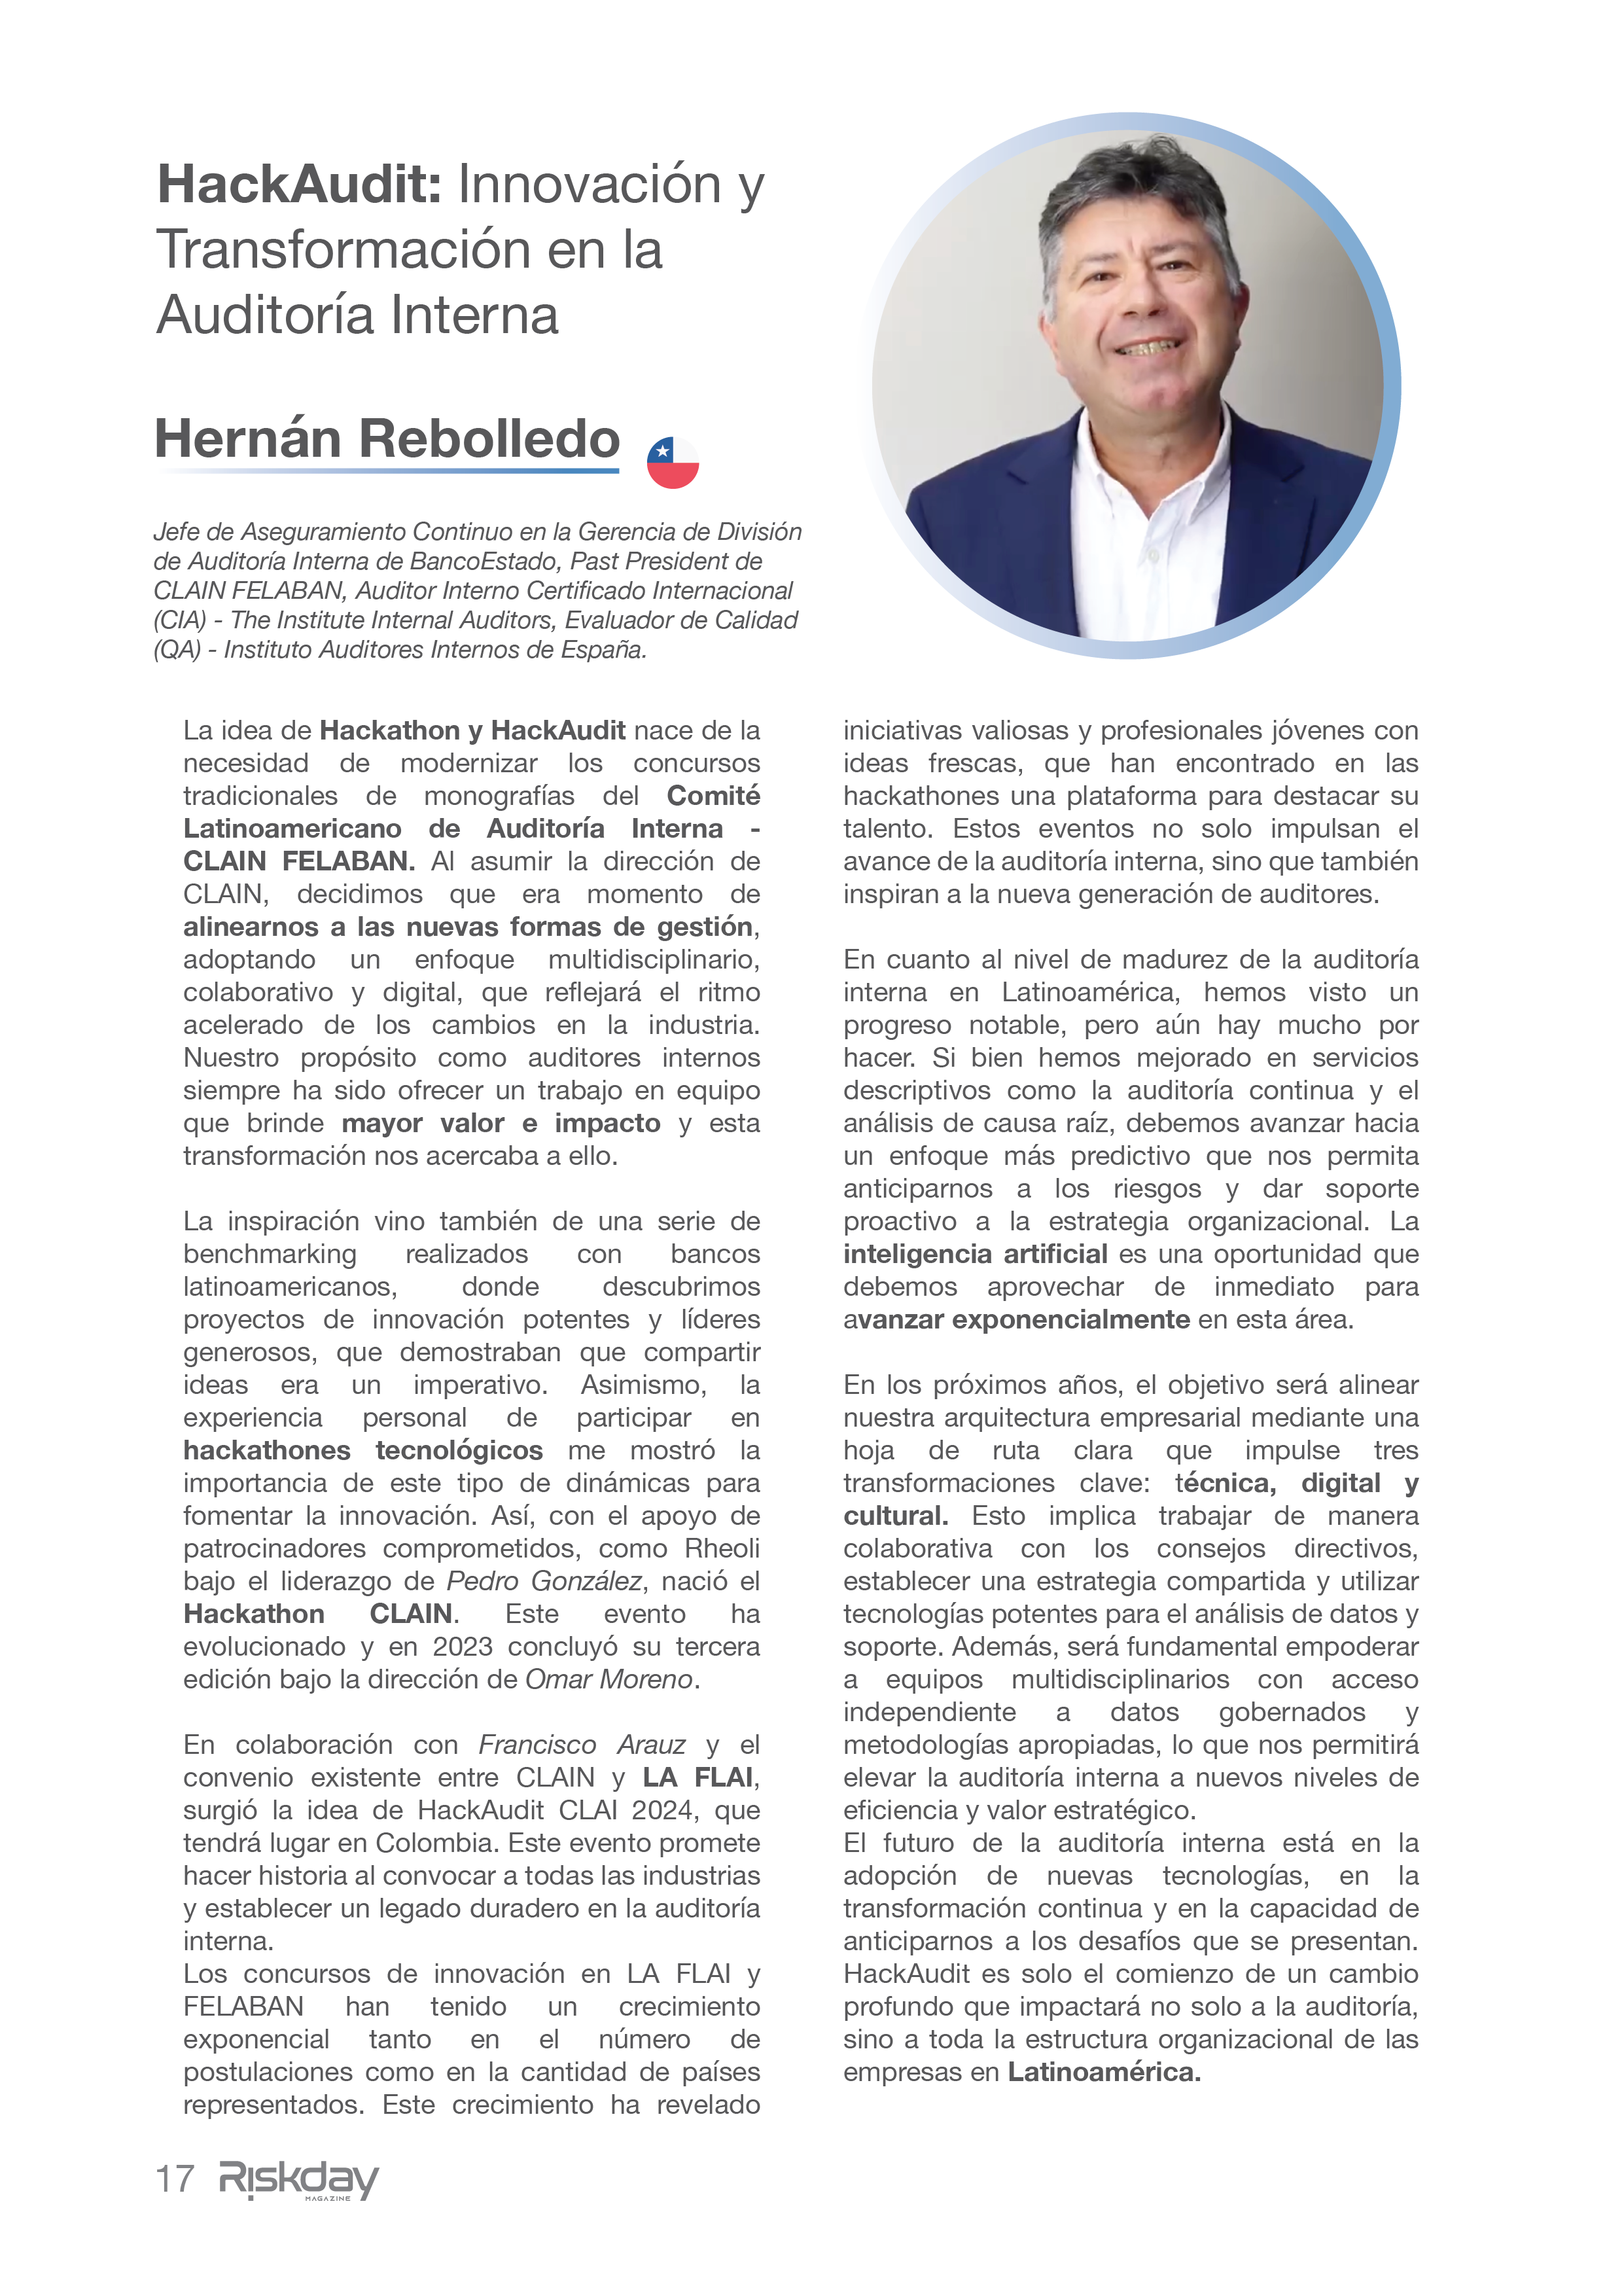 HackAudit: Innovación y
Transformación en la
Auditoría Interna
Hernán Rebolledo
Jefe de Aseguramiento Continuo en la Gerencia de División
de Auditoría Interna de BancoEstado, Past President de
CLAIN FELABAN, Auditor Interno Certificado Internacional
(CIA) - The Institute Internal Auditors, Evaluador de Calidad
(QA) - Instituto Auditores Internos de España.
La idea de Hackathon y HackAudit nace de la
necesidad de modernizar los concursos
tradicionales de monografías del Comité
Latinoamericano de Auditoría Interna -
CLAIN FELABAN. Al asumir la dirección de
CLAIN, decidimos que era momento de
alinearnos a las nuevas formas de gestión,
adoptando un enfoque multidisciplinario,
colaborativo y digital, que reflejará el ritmo
acelerado de los cambios en la industria.
Nuestro propósito como auditores internos
siempre ha sido ofrecer un trabajo en equipo
que brinde mayor valor e impacto y esta
transformación nos acercaba a ello.
La inspiración vino también de una serie de
benchmarking realizados con bancos
latinoamericanos, donde descubrimos
proyectos de innovación potentes y líderes
generosos, que demostraban que compartir
ideas era un imperativo. Asimismo, la
experiencia personal de participar en
hackathones tecnológicos me mostró la
importancia de este tipo de dinámicas para
fomentar la innovación. Así, con el apoyo de
patrocinadores comprometidos, como Rheoli
bajo el liderazgo de Pedro González, nació el
Hackathon CLAIN. Este evento ha
evolucionado y en 2023 concluyó su tercera
edición bajo la dirección de Omar Moreno.
En colaboración con Francisco Arauz y el
convenio existente entre CLAIN y LA FLAI,
surgió la idea de HackAudit CLAI 2024, que
tendrá lugar en Colombia. Este evento promete
hacer historia al convocar a todas las industrias
y establecer un legado duradero en la auditoría
interna.
Los concursos de innovación en LA FLAI y
FELABAN han tenido un crecimiento
exponencial tanto en el número de
postulaciones como en la cantidad de países
representados. Este crecimiento ha revelado
iniciativas valiosas y profesionales jóvenes con
ideas frescas, que han encontrado en las
hackathones una plataforma para destacar su
talento. Estos eventos no solo impulsan el
avance de la auditoría interna, sino que también
inspiran a la nueva generación de auditores.
En cuanto al nivel de madurez de la auditoría
interna en Latinoamérica, hemos visto un
progreso notable, pero aún hay mucho por
hacer. Si bien hemos mejorado en servicios
descriptivos como la auditoría continua y el
análisis de causa raíz, debemos avanzar hacia
un enfoque más predictivo que nos permita
anticiparnos a los riesgos y dar soporte
proactivo a la estrategia organizacional. La
inteligencia artificial es una oportunidad que
debemos aprovechar de inmediato para
avanzar exponencialmente en esta área.
En los próximos años, el objetivo será alinear
nuestra arquitectura empresarial mediante una
hoja de ruta clara que impulse tres
transformaciones clave: técnica, digital y
cultural. Esto implica trabajar de manera
colaborativa con los consejos directivos,
establecer una estrategia compartida y utilizar
tecnologías potentes para el análisis de datos y
soporte. Además, será fundamental empoderar
a equipos multidisciplinarios con acceso
independiente a datos gobernados y
metodologías apropiadas, lo que nos permitirá
elevar la auditoría interna a nuevos niveles de
eficiencia y valor estratégico.
El futuro de la auditoría interna está en la
adopción de nuevas tecnologías, en la
transformación continua y en la capacidad de
anticiparnos a los desafíos que se presentan.
HackAudit es solo el comienzo de un cambio
profundo que impactará no solo a la auditoría,
sino a toda la estructura organizacional de las
empresas en Latinoamérica.
17 Riskday
MAGAZINE